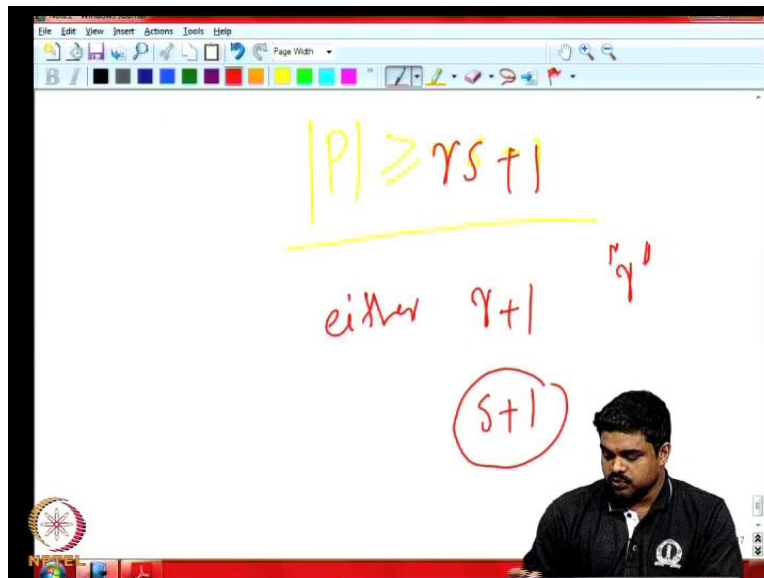 File Edit View Insert Actions Tools Help
Page Width
B I
|P| ≥ rs + 1
either r+1 "r"
s+1
NPTEL